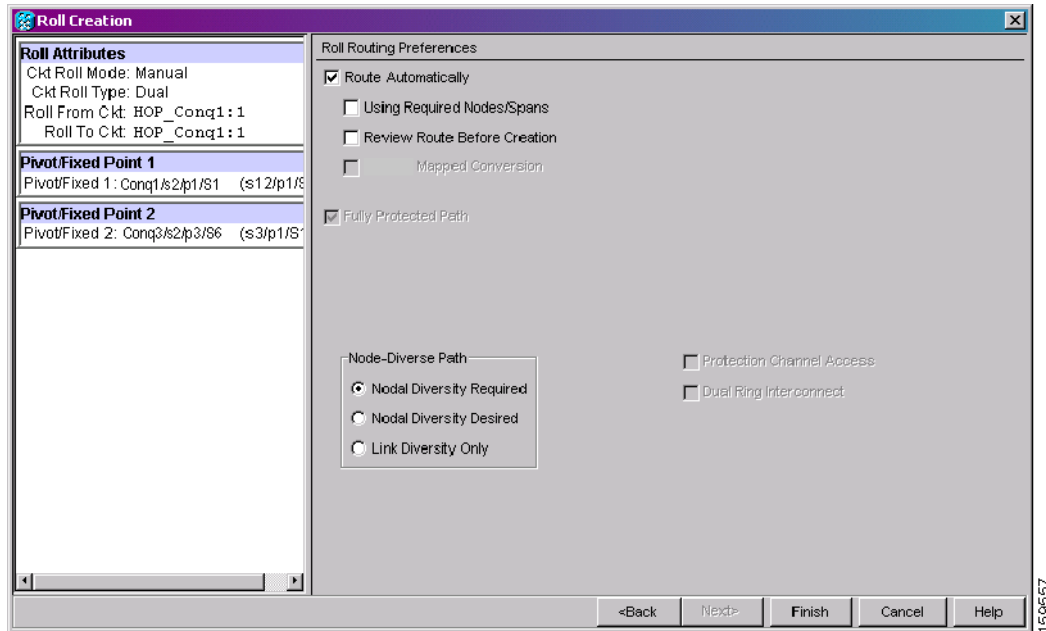 Roll Creation
Roll Attributes
Ckt Roll Mode: Manual
Ckt Roll Type: Dual
Roll From Ckt: HOP_Conq1:1
Roll To Ckt: HOP_Conq1:1
Pivot/Fixed Point 1
Pivot/Fixed 1: Conq1/s2/p1/S1 (s12/p1/S
Pivot/Fixed Point 2
Pivot/Fixed 2: Conq3/s2/p3/S6 (s3/p1/S1
Roll Routing Preferences
Route Automatically
Using Required Nodes/Spans
Review Route Before Creation
Mapped Conversion
Fully Protected Path
Node-Diverse Path
Nodal Diversity Required
Nodal Diversity Desired
Link Diversity Only
Protection Channel Access
Dual Ring Interconnect
<Back
Next>
Finish
Cancel
Help
159557